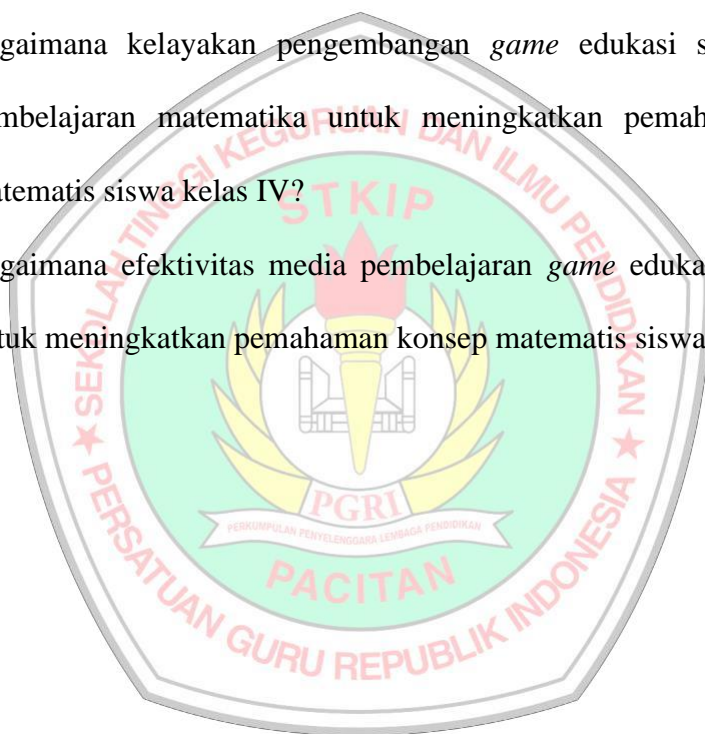 gaimana kelayakan pengembangan game edukasi s
mbelajaran matematika untuk meningkatkan pemah
atematis siswa kelas IV?
gaimana efektivitas media pembelajaran game eduka
tuk meningkatkan pemahaman konsep matematis siswa
SEKOLAH TINGGI KEGURUAN DAN ILMU PENDIDIKAN
STKIP
PGRI
PERKUMPULAN PENYELENGGARA LEMBAGA PENDIDIKAN
PACITAN
PERSATUAN GURU REPUBLIK INDONESIA